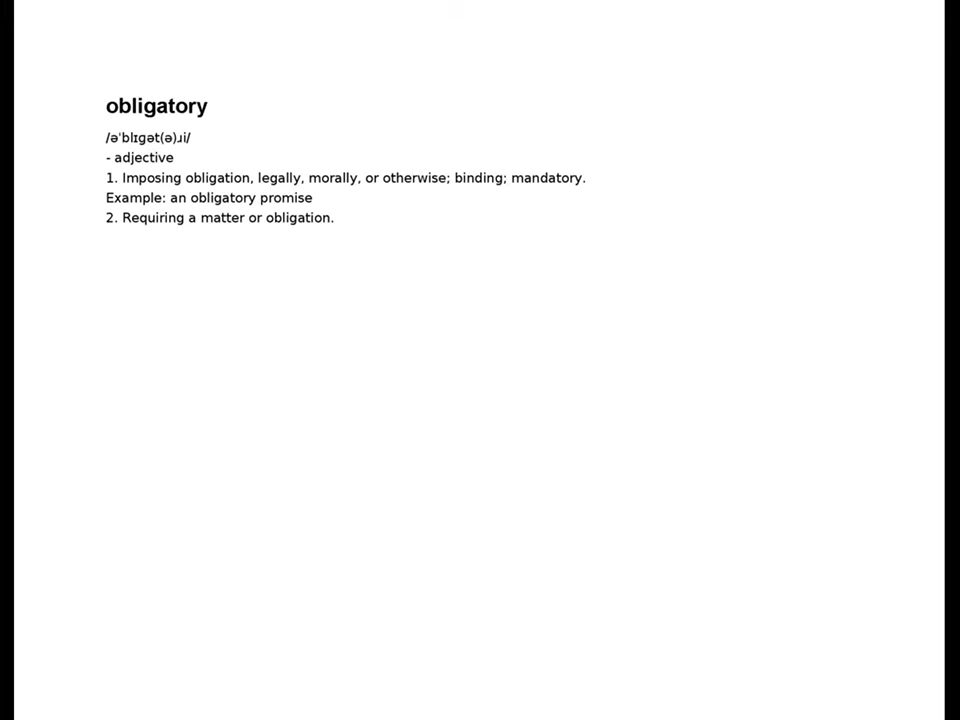 obligatory
/əˈblɪɡət(ə)ɹi/
- adjective
1. Imposing obligation, legally, morally, or otherwise; binding; mandatory.
Example: an obligatory promise
2. Requiring a matter or obligation.